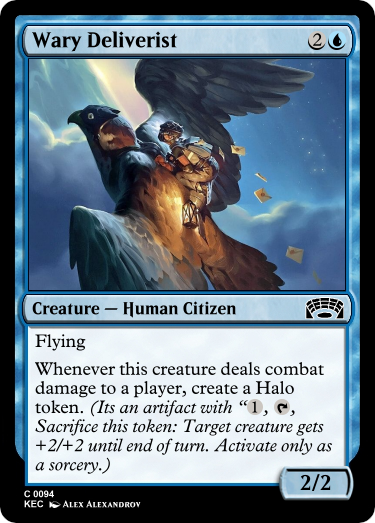 Wary Deliverist 2
Creature — Human Citizen
Flying
Whenever this creature deals combat
damage to a player, create a Halo
token. (Its an artifact with “1, ,
Sacrifice this token: Target creature gets
+2/+2 until end of turn. Activate only as
a sorcery.)
2/2
C 0094
KEC Alex Alexandrov